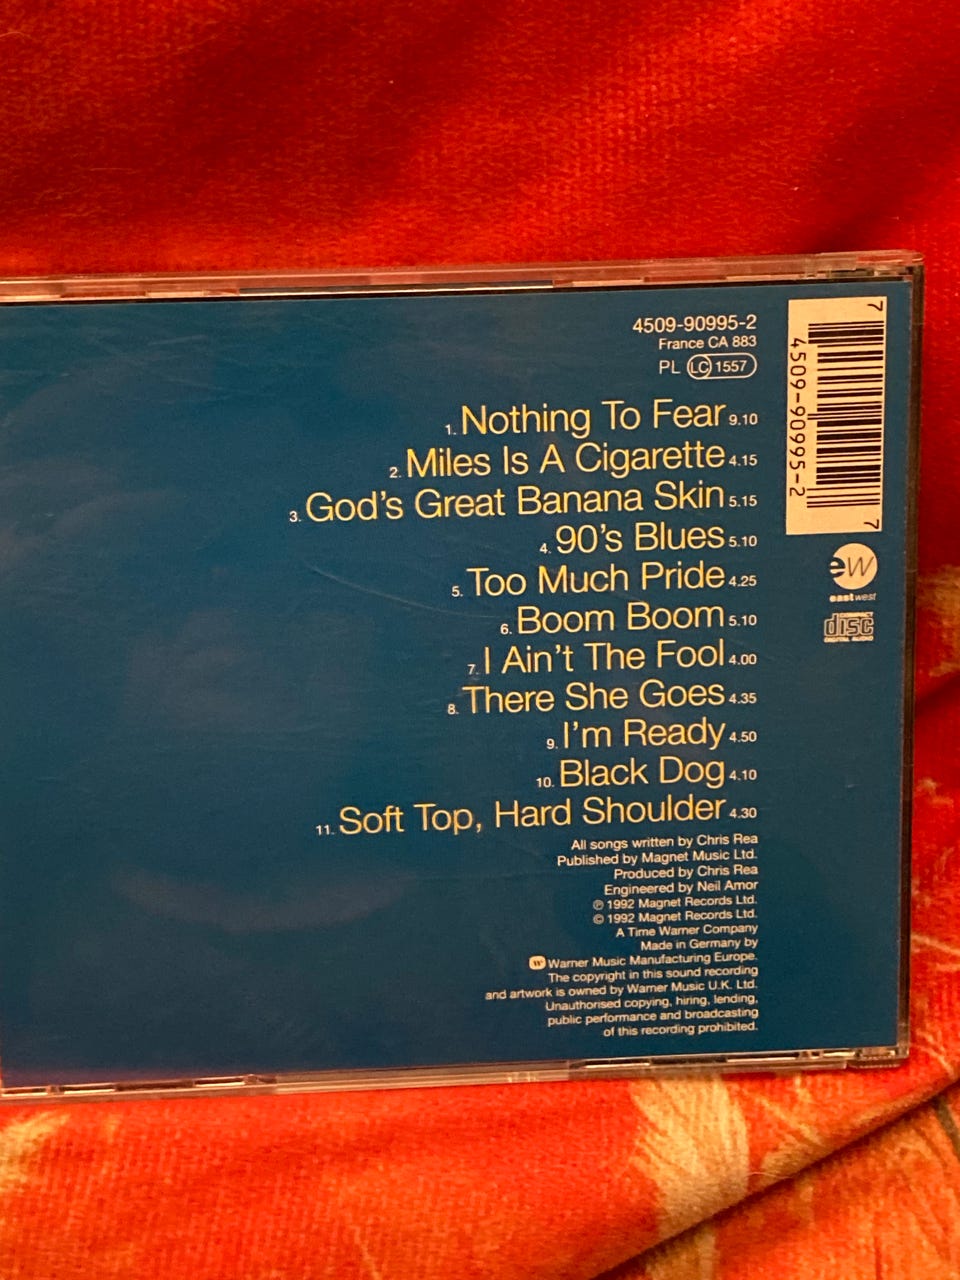 4509-90995-2
France CA 883
PL LC 1557
1. Nothing To Fear 9.10
2. Miles Is A Cigarette 4.15
3. God's Great Banana Skin 5.15
4. 90's Blues 5.10
5. Too Much Pride 4.25
6. Boom Boom 5.10
7. I Ain't The Fool 4.00
8. There She Goes 4.35
9. I'm Ready 4.50
10. Black Dog 4.10
11. Soft Top, Hard Shoulder 4.30
All songs written by Chris Rea
Published by Magnet Music Ltd.
Produced by Chris Rea
Engineered by Neil Amor
℗ 1992 Magnet Records Ltd.
© 1992 Magnet Records Ltd.
A Time Warner Company
Made in Germany by
W Warner Music Manufacturing Europe.
The copyright in this sound recording
and artwork is owned by Warner Music U.K. Ltd.
Unauthorised copying, hiring, lending,
public performance and broadcasting
of this recording prohibited.
7 4509-90995-2 7
ew
eastwest
COMPACT
disc
DIGITAL AUDIO